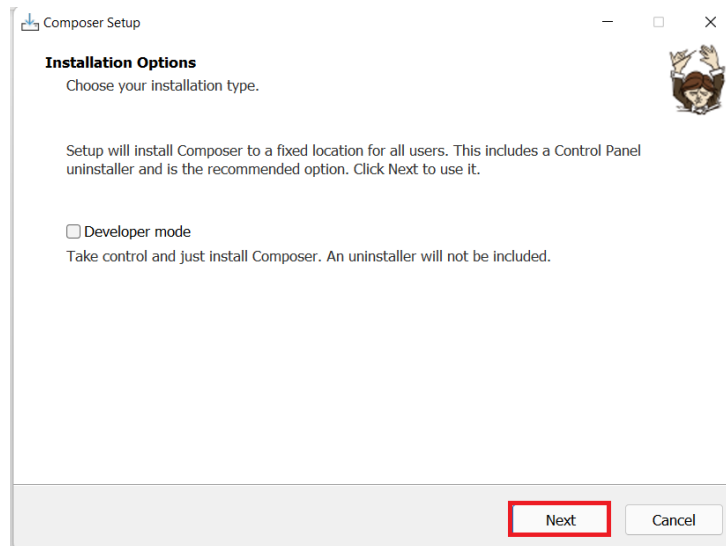 Composer Setup
Installation Options
Choose your installation type.
Setup will install Composer to a fixed location for all users. This includes a Control Panel
uninstaller and is the recommended option. Click Next to use it.
Developer mode
Take control and just install Composer. An uninstaller will not be included.
Next
Cancel